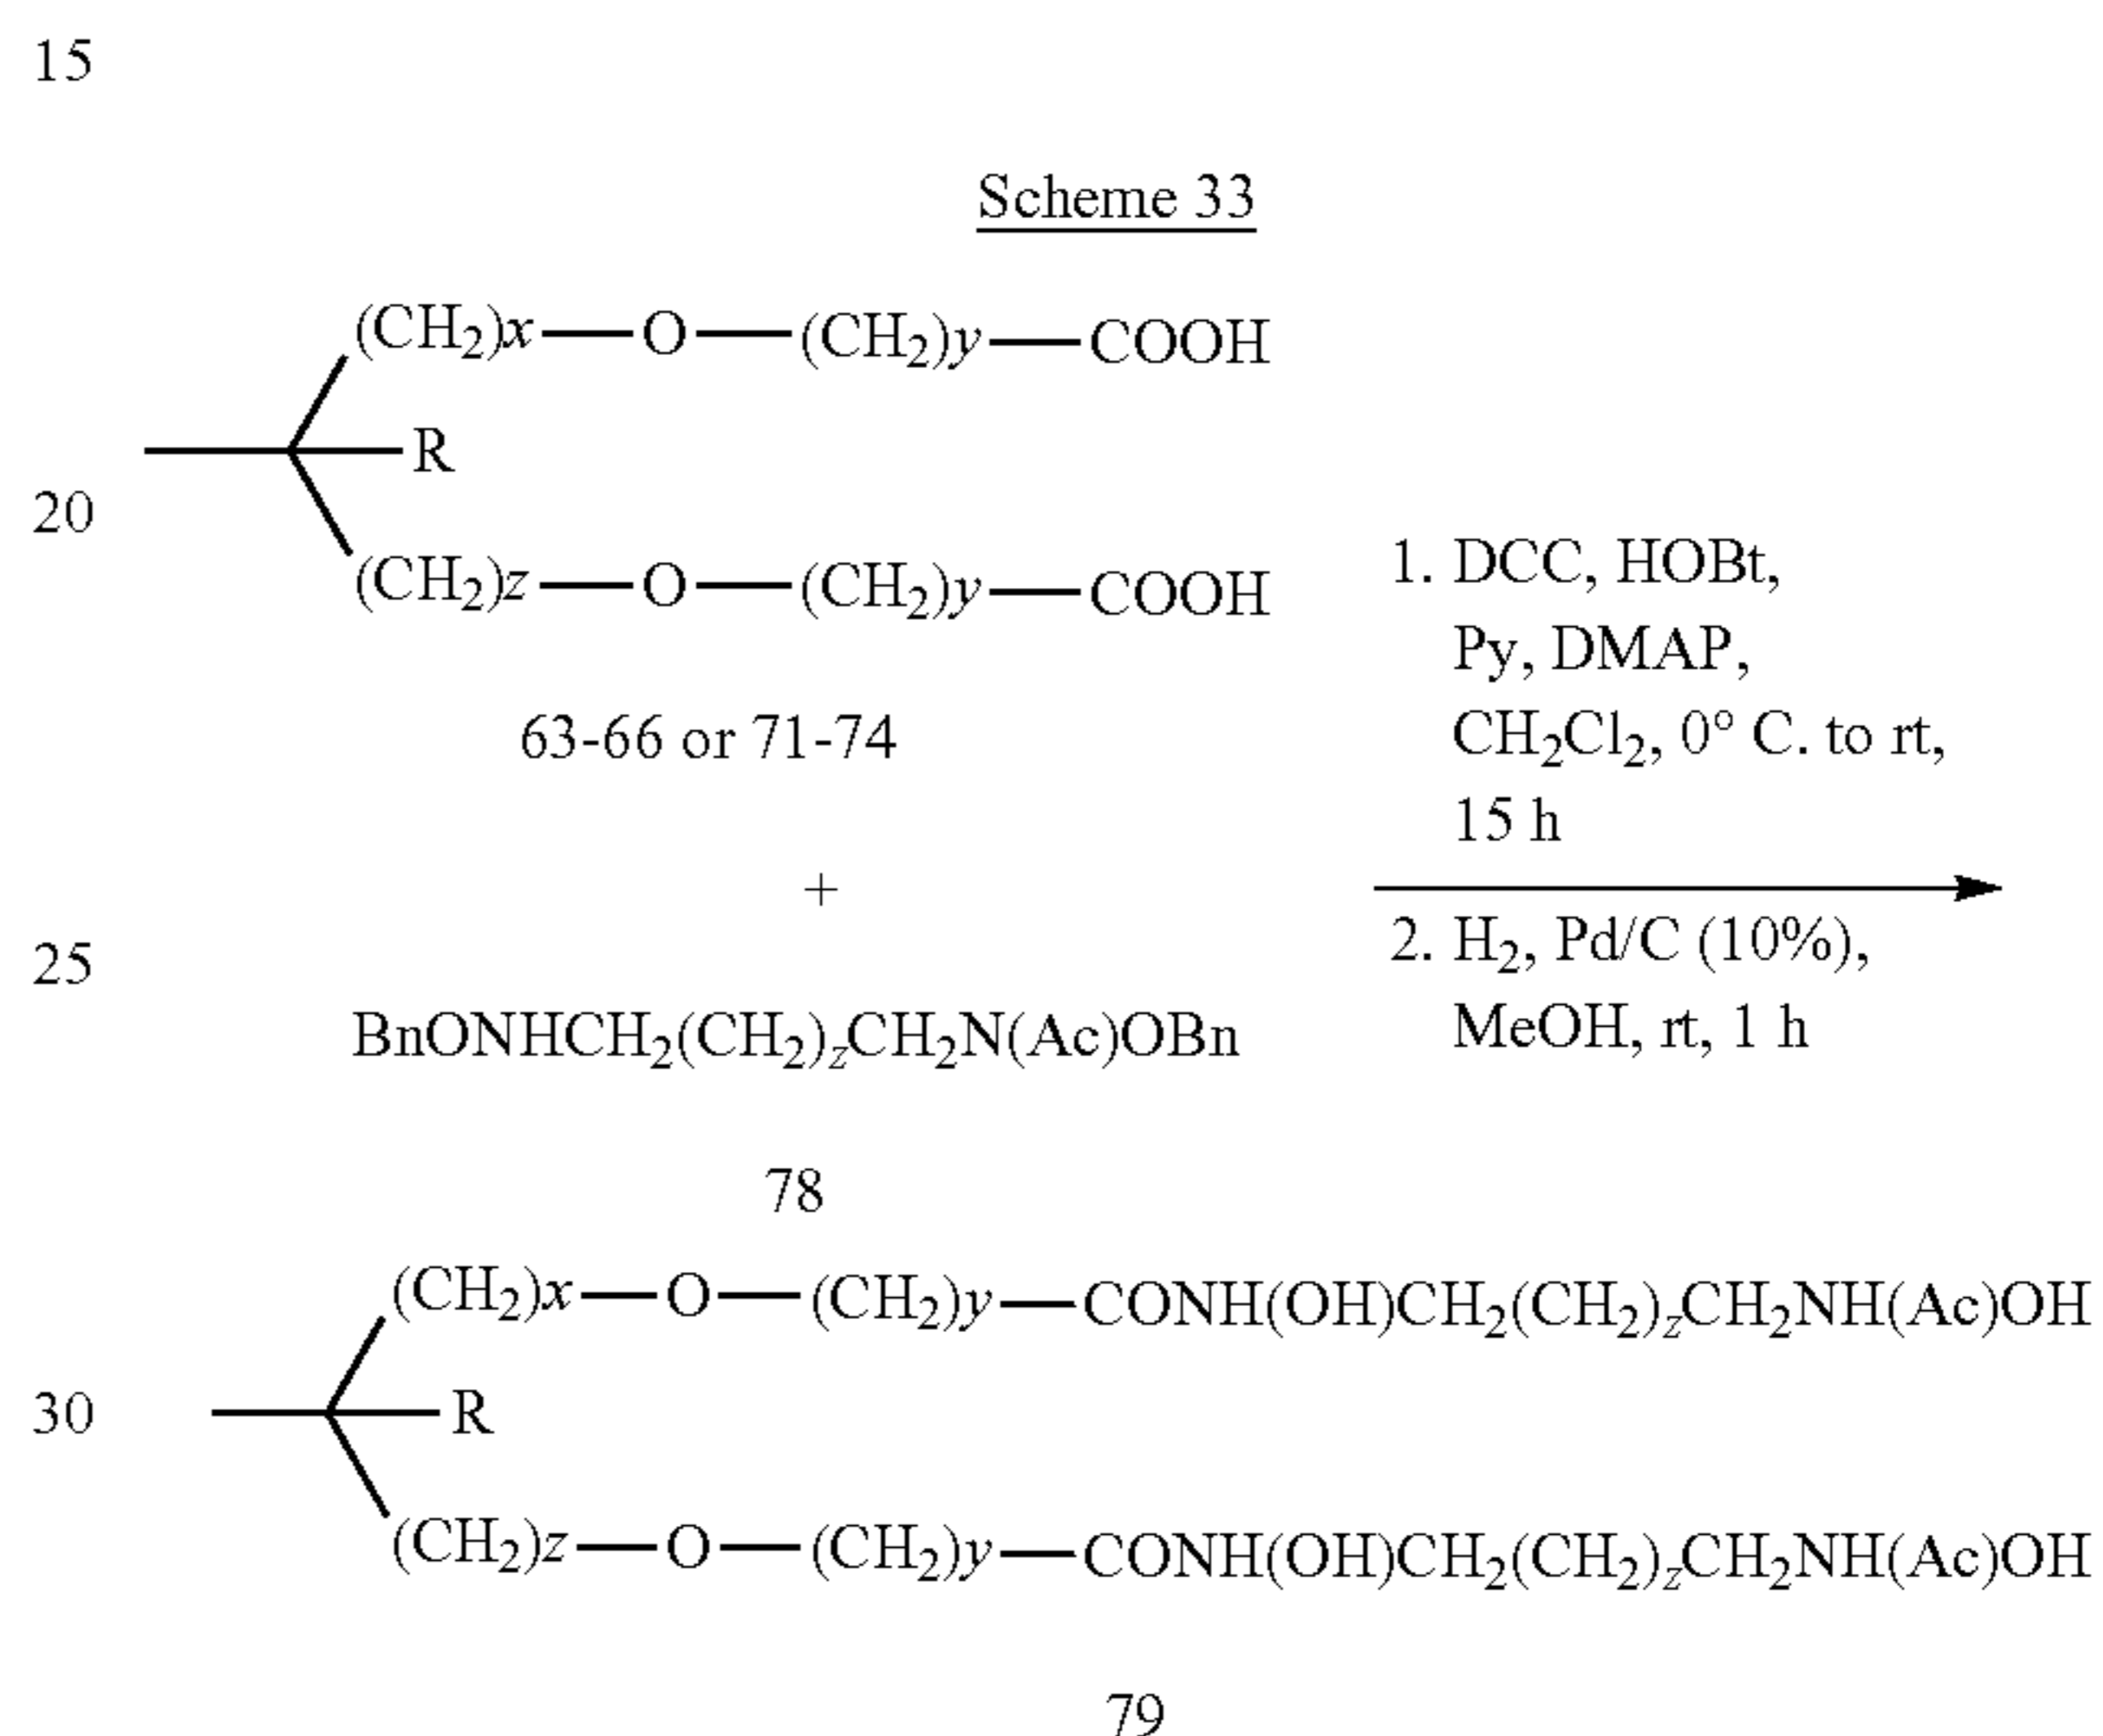 15
Scheme 33
(CH₂)x—O—(CH₂)y—COOH
R
20
(CH₂)z—O—(CH₂)y—COOH
63-66 or 71-74
+
25
BnONHCH₂(CH₂)zCH₂N(Ac)OBn
78
1. DCC, HOBt,
Py, DMAP,
CH₂Cl₂, 0° C. to rt,
15 h
2. H₂, Pd/C (10%),
MeOH, rt, 1 h
(CH₂)x—O—(CH₂)y—CONH(OH)CH₂(CH₂)zCH₂NH(Ac)OH
30
R
(CH₂)z—O—(CH₂)y—CONH(OH)CH₂(CH₂)zCH₂NH(Ac)OH
79